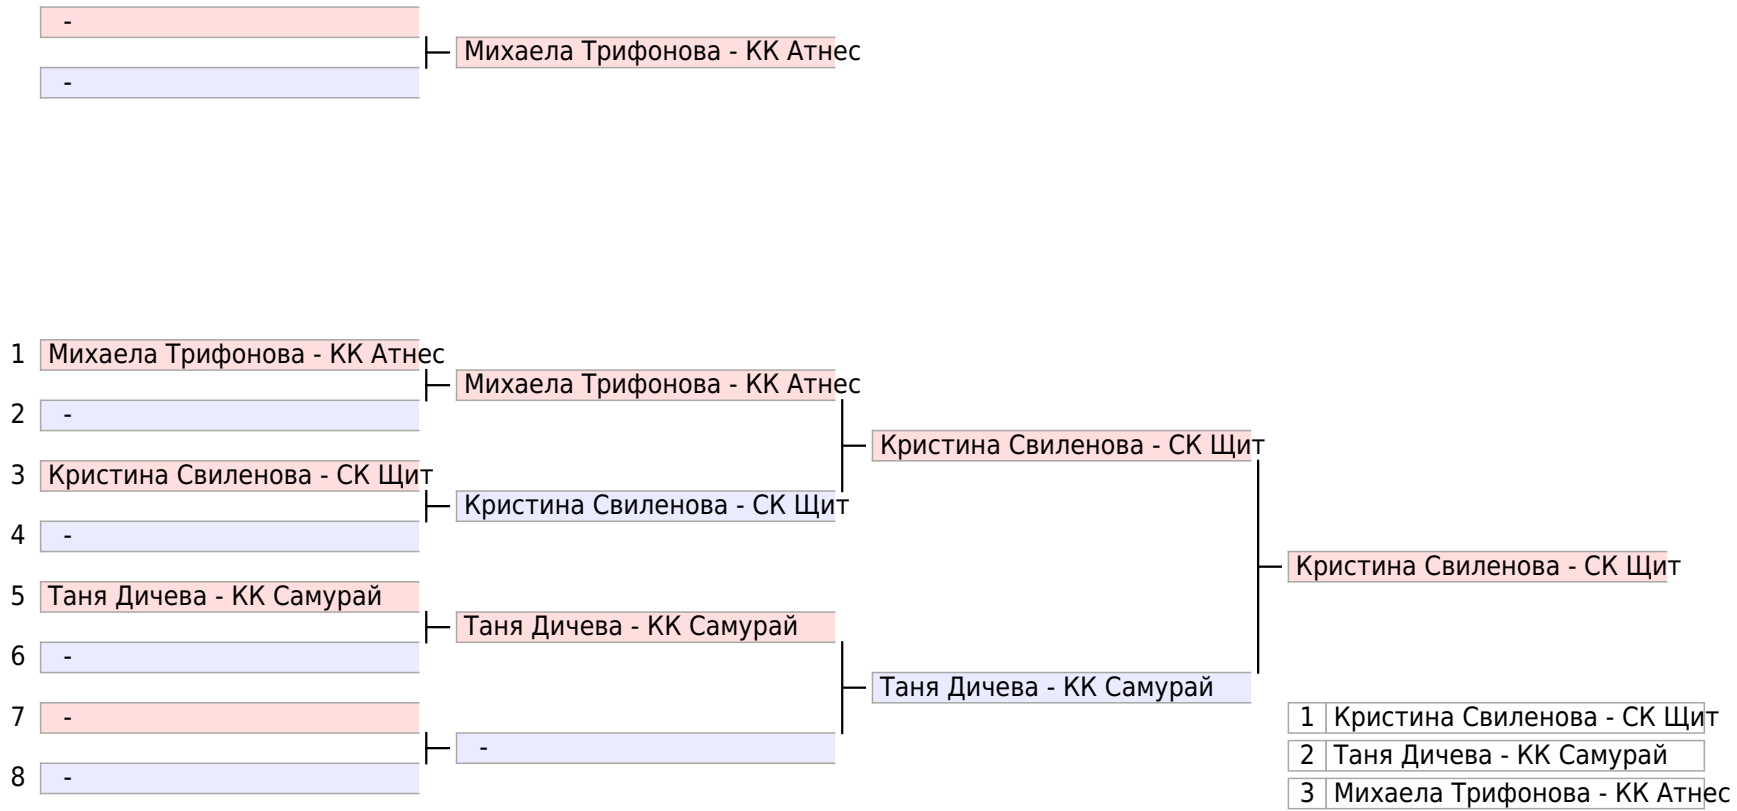 -
Михаела Трифонова - КК Атнес
-
1 Михаела Трифонова - КК Атнес
Михаела Трифонова - КК Атнес
2 -
Кристина Свиленова - СК Щит
3 Кристина Свиленова - СК Щит
Кристина Свиленова - СК Щит
4 -
Кристина Свиленова - СК Щит
5 Таня Дичева - КК Самурай
Таня Дичева - КК Самурай
6 -
Таня Дичева - КК Самурай
7 -
1 Кристина Свиленова - СК Щит
-
2 Таня Дичева - КК Самурай
8 -
3 Михаела Трифонова - КК Атнес